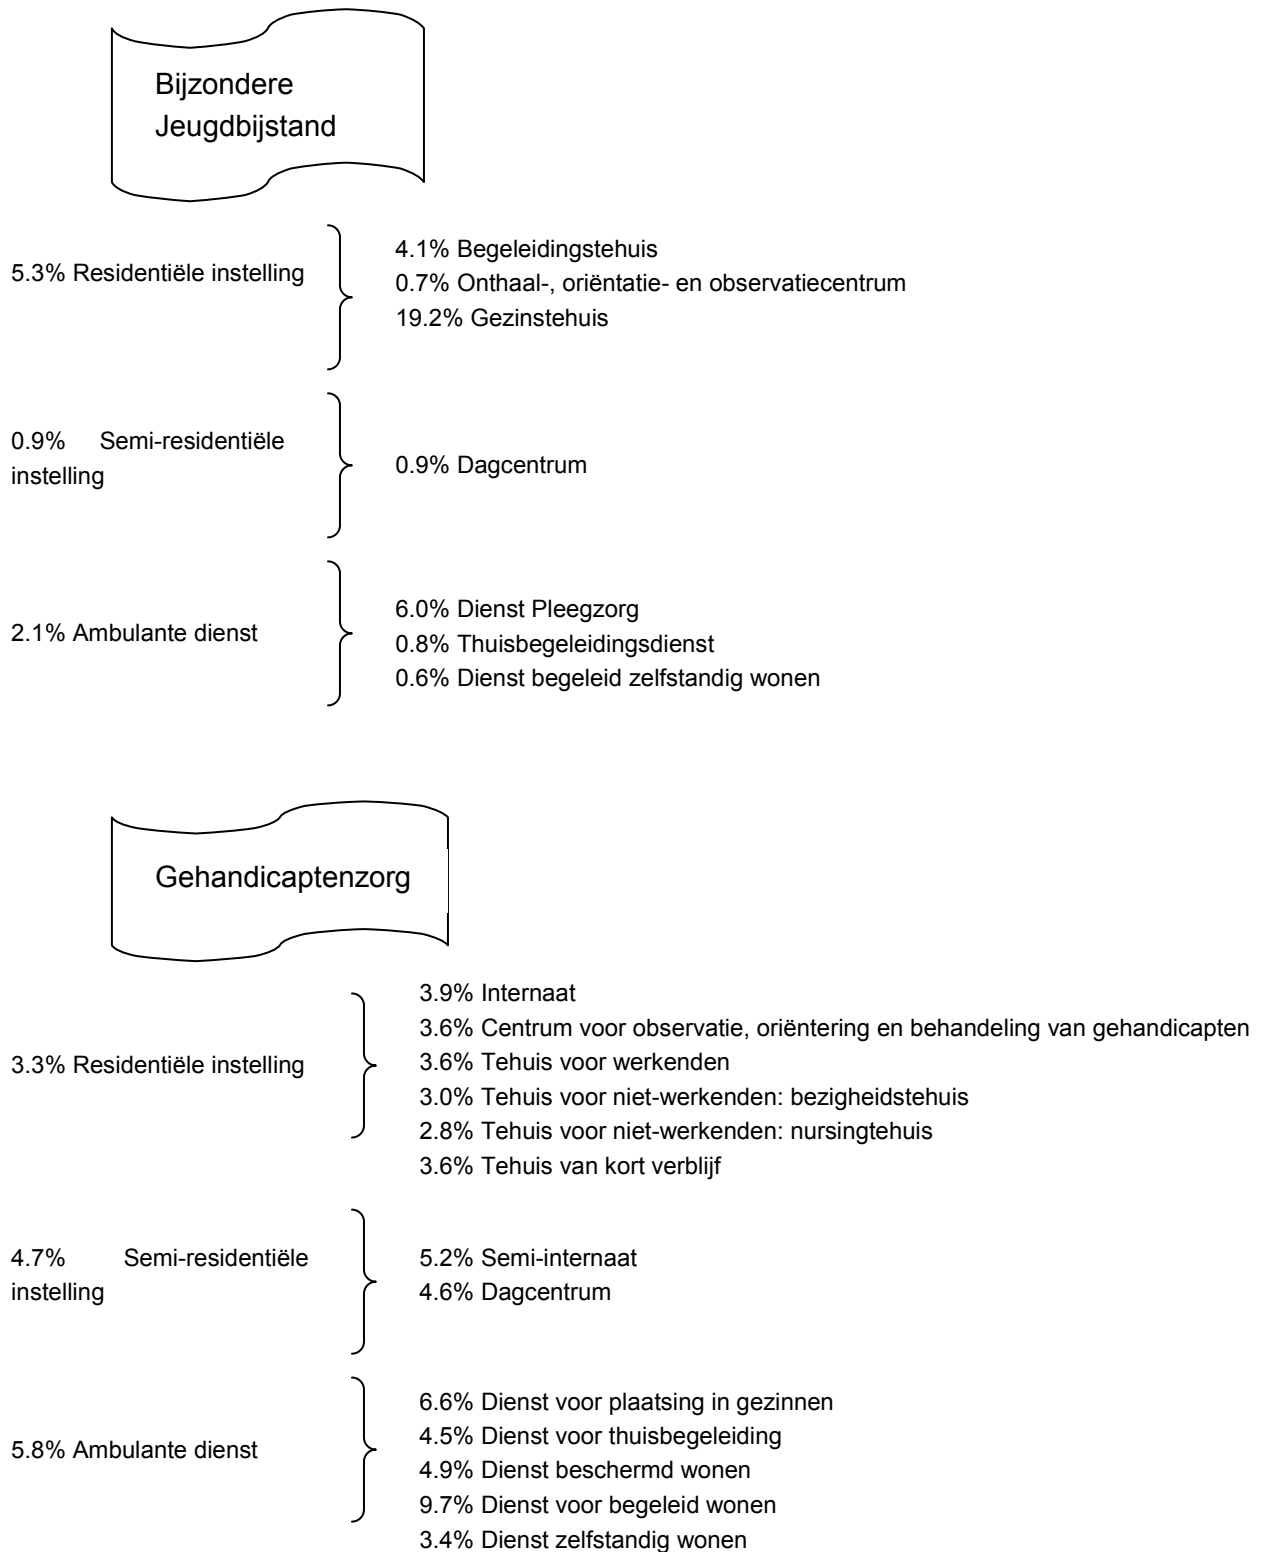 Bijzondere
Jeugdbijstand
5.3% Residentiële instelling
4.1% Begeleidingstehuis
0.7% Onthaal-, oriëntatie- en observatiecentrum
19.2% Gezinstehuis
0.9% Semi-residentiële
instelling
0.9% Dagcentrum
2.1% Ambulante dienst
6.0% Dienst Pleegzorg
0.8% Thuisbegeleidingsdienst
0.6% Dienst begeleid zelfstandig wonen
Gehandicaptenzorg
3.3% Residentiële instelling
3.9% Internaat
3.6% Centrum voor observatie, oriëntering en behandeling van gehandicapten
3.6% Tehuis voor werkenden
3.0% Tehuis voor niet-werkenden: bezigheidstehuis
2.8% Tehuis voor niet-werkenden: nursingtehuis
3.6% Tehuis van kort verblijf
4.7% Semi-residentiële
instelling
5.2% Semi-internaat
4.6% Dagcentrum
5.8% Ambulante dienst
6.6% Dienst voor plaatsing in gezinnen
4.5% Dienst voor thuisbegeleiding
4.9% Dienst beschermd wonen
9.7% Dienst voor begeleid wonen
3.4% Dienst zelfstandig wonen